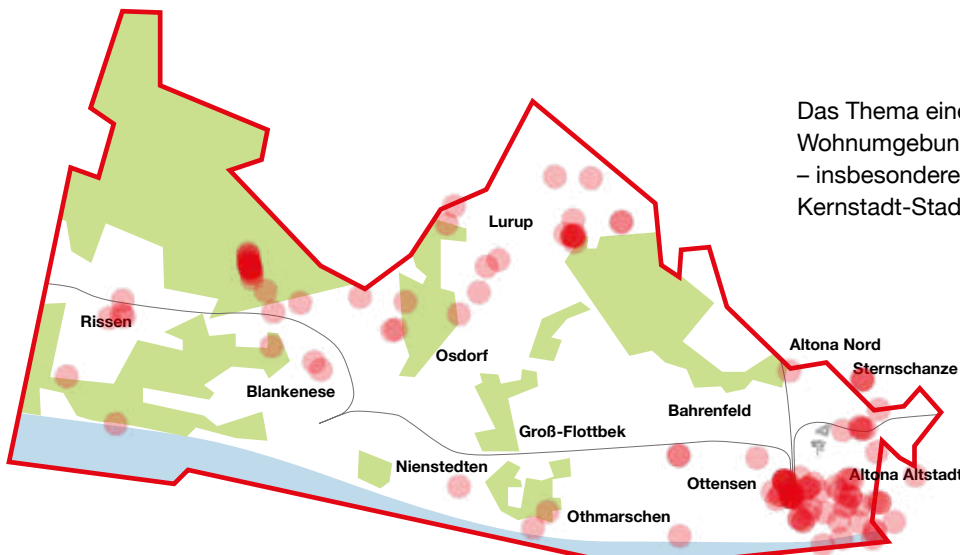 Das Thema eine
Wohnumgebun
– insbesondere
Kernstadt-Stad
Lurup
Rissen
Osdorf
Altona Nord
Sternschanze
Blankenese
Bahrenfeld
Groß-Flottbek
Nienstedten
Altona Altstadt
Ottensen
Othmarschen